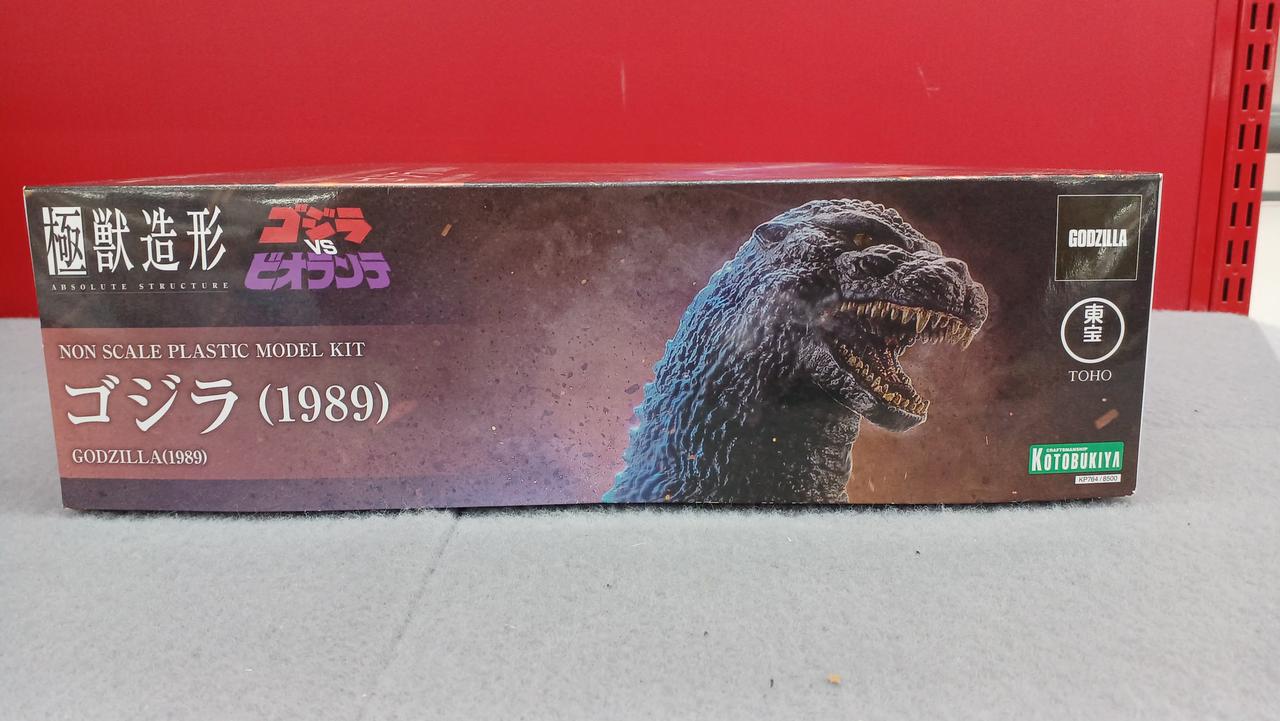 極獣造形
ABSOLUTE STRUCTURE
ゴジラ
VS
ビオランテ
NON SCALE PLASTIC MODEL KIT
ゴジラ(1989)
GODZILLA(1989)
GODZILLA
東宝
TOHO
CRAFTSMANSHIP
KOTOBUKIYA
KP764 / 8500